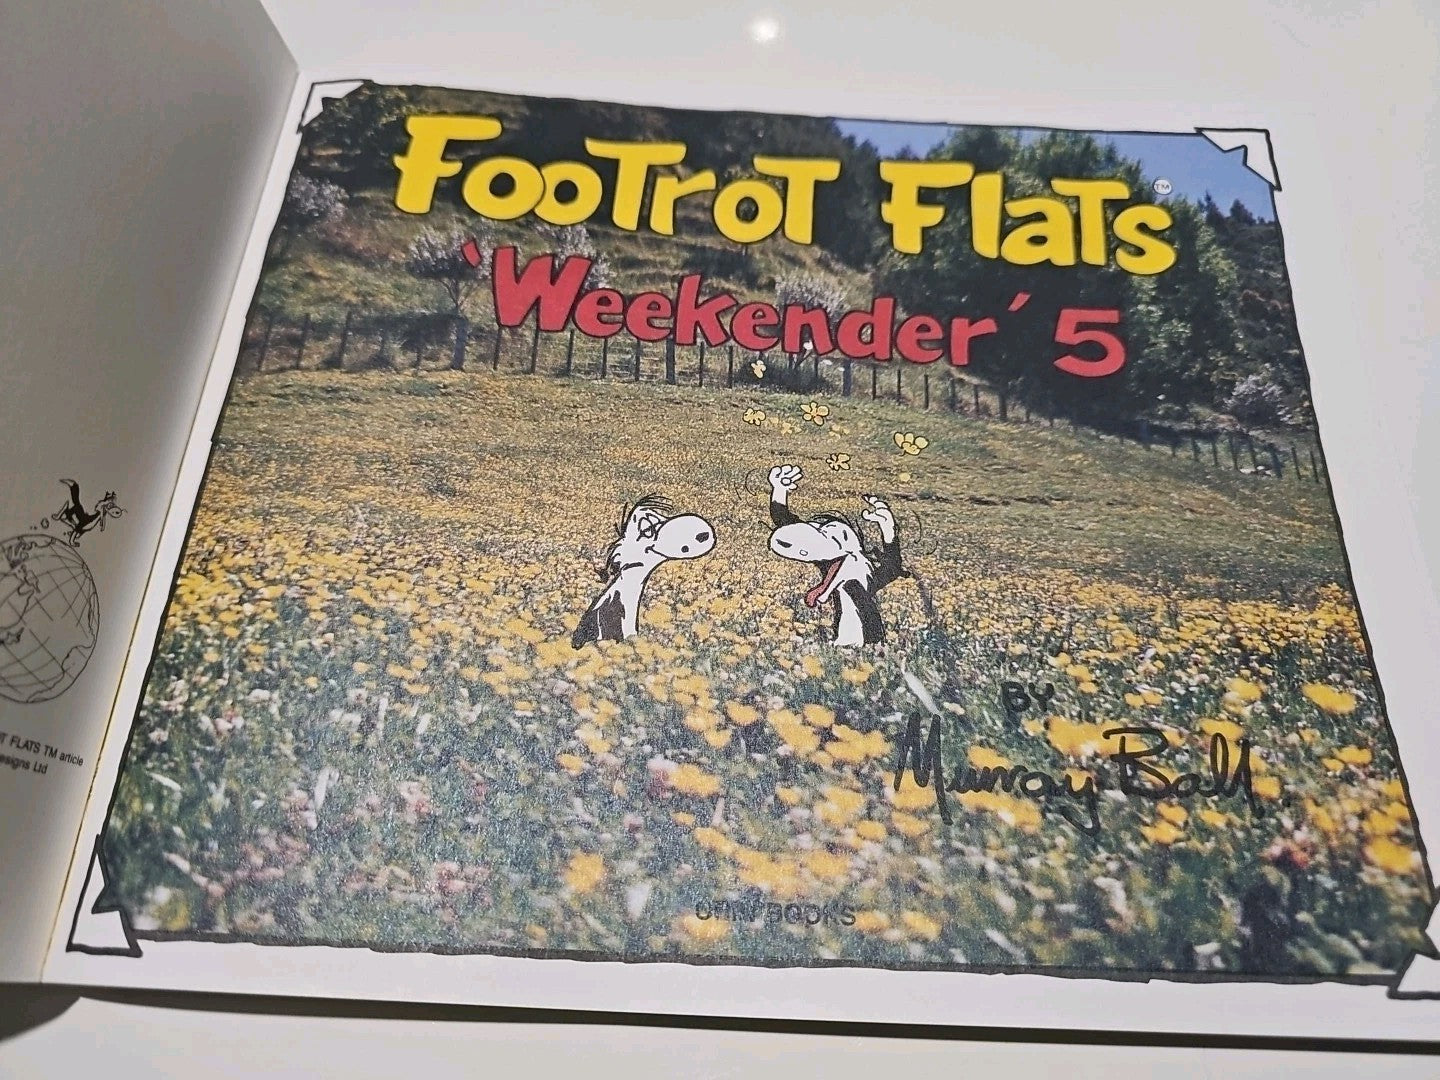 FooTroT FlaTs™
'Weekender' 5
BY
Murray Ball.
ORIN BOOKS
T FLATS TM article
esigns Ltd